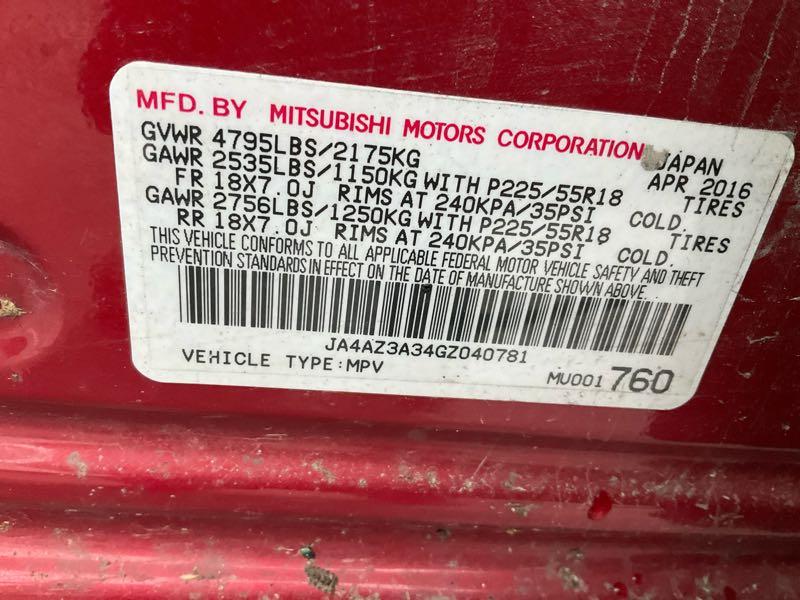 MFD. BY MITSUBISHI MOTORS CORPORATION JAPAN
GVWR 4795LBS/2175KG APR 2016
GAWR 2535LBS/1150KG WITH P225/55R18 TIRES
FR 18X7.0J RIMS AT 240KPA/35PSI COLD.
GAWR 2756LBS/1250KG WITH P225/55R18 TIRES
RR 18X7.0J RIMS AT 240KPA/35PSI COLD.
THIS VEHICLE CONFORMS TO ALL APPLICABLE FEDERAL MOTOR VEHICLE SAFETY AND THEFT
PREVENTION STANDARDS IN EFFECT ON THE DATE OF MANUFACTURE SHOWN ABOVE.
JA4AZ3A34GZ040781
VEHICLE TYPE:MPV MU001 760